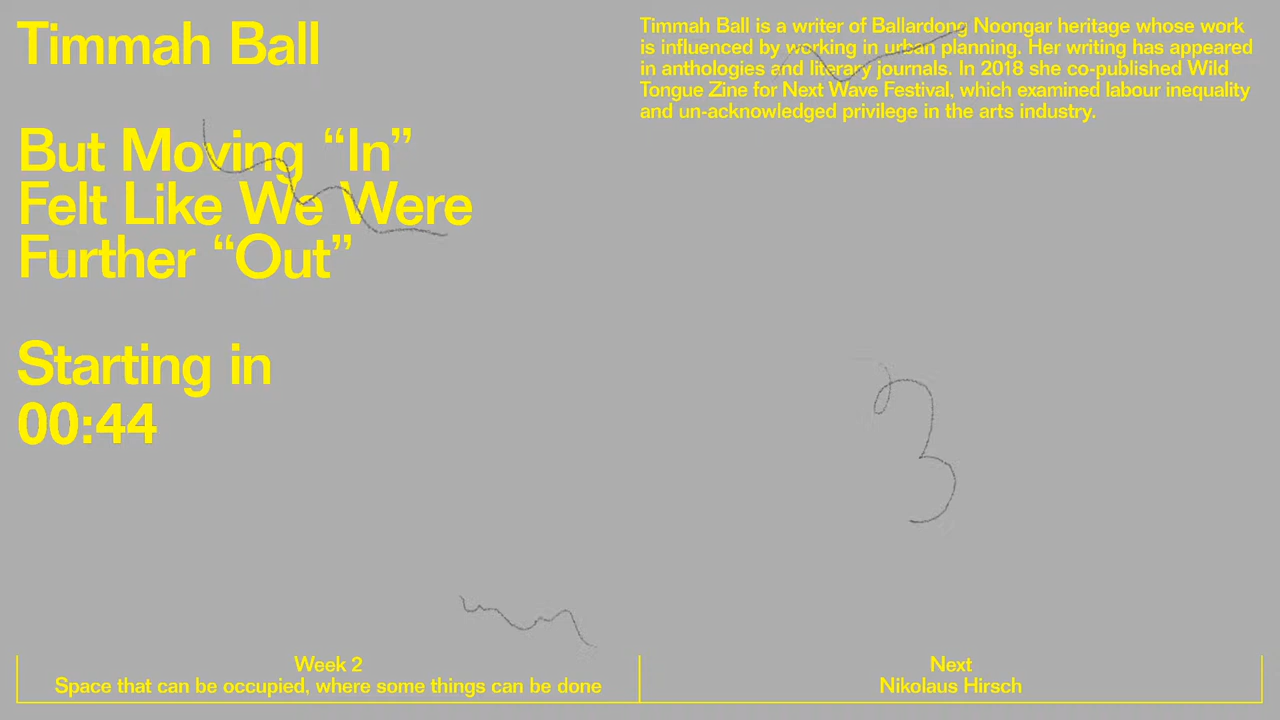 Timmah Ball
But Moving “In”
Felt Like We Were
Further “Out”
Starting in
00:44
Timmah Ball is a writer of Ballardong Noongar heritage whose work
is influenced by working in urban planning. Her writing has appeared
in anthologies and literary journals. In 2018 she co-published Wild
Tongue Zine for Next Wave Festival, which examined labour inequality
and un-acknowledged privilege in the arts industry.
Week 2
Space that can be occupied, where some things can be done
Next
Nikolaus Hirsch